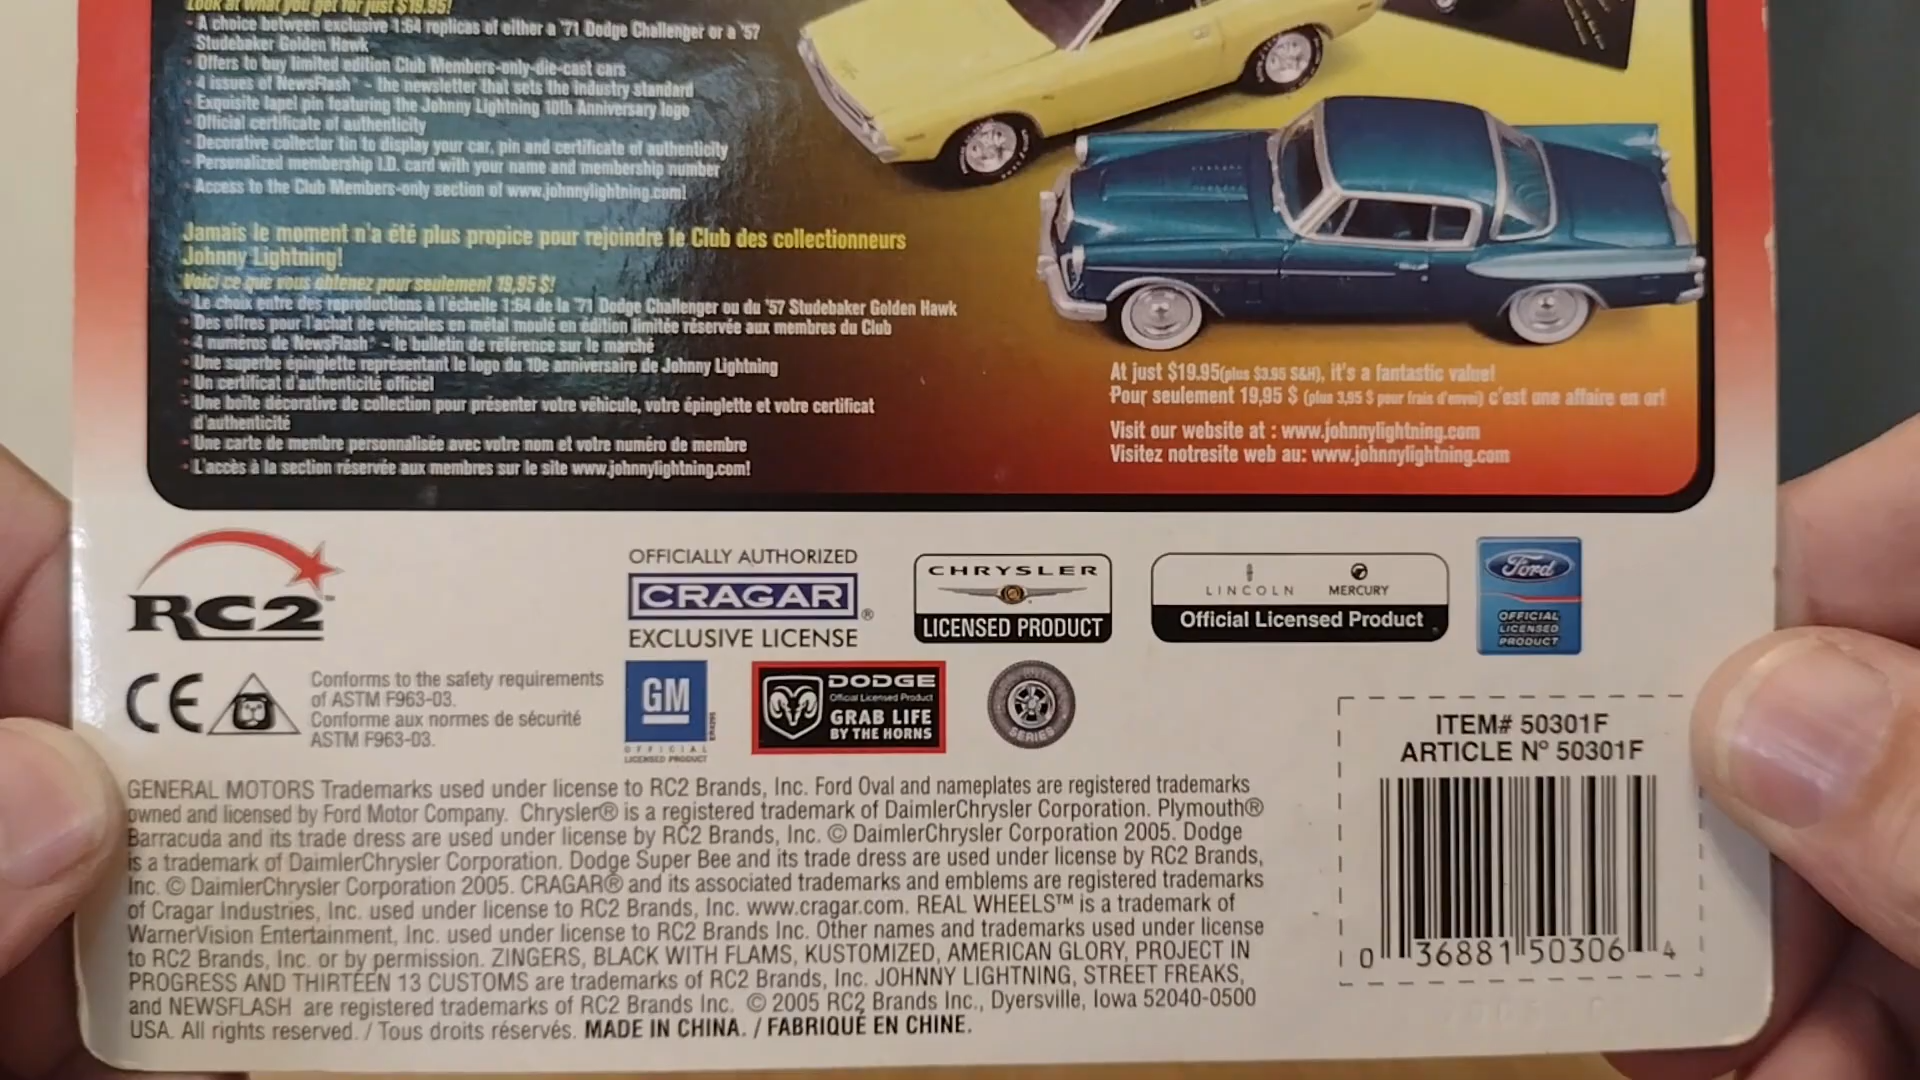 Look at what you get for just $19.95!
- A choice between exclusive 1:64 replicas of either a '71 Dodge Challenger or a '57
Studebaker Golden Hawk
- Offers to buy limited edition Club Members-only-die-cast cars
- 4 issues of NewsFlash™ - the newsletter that sets the industry standard
- Exquisite lapel pin featuring the Johnny Lightning 10th Anniversary logo
- Official certificate of authenticity
- Decorative collector tin to display your car, pin and certificate of authenticity
- Personalized membership I.D. card with your name and membership number
- Access to the Club Members-only section of www.johnnylightning.com!
Jamais le moment n'a été plus propice pour rejoindre le Club des collectionneurs
Johnny Lightning!
Voici ce que vous obtenez pour seulement 19,95 $!
- Le choix entre des reproductions à l'échelle 1:64 de la '71 Dodge Challenger ou du '57 Studebaker Golden Hawk
- Des offres pour l'achat de véhicules en métal moulé en édition limitée réservée aux membres du Club
- 4 numéros de NewsFlash™ - le bulletin de référence sur le marché
- Une superbe épinglette représentant le logo du 10e anniversaire de Johnny Lightning
- Un certificat d'authenticité officiel
- Une boîte décorative de collection pour présenter votre véhicule, votre épinglette et votre certificat
d'authenticité
- Une carte de membre personnalisée avec votre nom et votre numéro de membre
- L'accès à la section réservée aux membres sur le site www.johnnylightning.com!
At just $19.95(plus $3.95 S&H), it's a fantastic value!
Pour seulement 19,95 $ (plus 3,95 $ pour frais d'envoi) c'est une affaire en or!
Visit our website at : www.johnnylightning.com
Visitez notresite web au: www.johnnylightning.com
RC2™
OFFICIALLY AUTHORIZED
CRAGAR®
EXCLUSIVE LICENSE
CHRYSLER
LICENSED PRODUCT
LINCOLN MERCURY
Official Licensed Product
Ford
OFFICIAL
LICENSED
PRODUCT
CE
Conforms to the safety requirements
of ASTM F963-03.
Conforme aux normes de sécurité
ASTM F963-03.
GM
OFFICIAL
LICENSED PRODUCT
DODGE
Official Licensed Product
GRAB LIFE
BY THE HORNS
SERIES
ITEM# 50301F
ARTICLE Nº 50301F
0 36881 50306 4
GENERAL MOTORS Trademarks used under license to RC2 Brands, Inc. Ford Oval and nameplates are registered trademarks
owned and licensed by Ford Motor Company. Chrysler® is a registered trademark of DaimlerChrysler Corporation. Plymouth®
Barracuda and its trade dress are used under license by RC2 Brands, Inc. © DaimlerChrysler Corporation 2005. Dodge
is a trademark of DaimlerChrysler Corporation. Dodge Super Bee and its trade dress are used under license by RC2 Brands,
Inc. © DaimlerChrysler Corporation 2005. CRAGAR® and its associated trademarks and emblems are registered trademarks
of Cragar Industries, Inc. used under license to RC2 Brands, Inc. www.cragar.com. REAL WHEELS™ is a trademark of
WarnerVision Entertainment, Inc. used under license to RC2 Brands Inc. Other names and trademarks used under license
to RC2 Brands, Inc. or by permission. ZINGERS, BLACK WITH FLAMS, KUSTOMIZED, AMERICAN GLORY, PROJECT IN
PROGRESS AND THIRTEEN 13 CUSTOMS are trademarks of RC2 Brands, Inc. JOHNNY LIGHTNING, STREET FREAKS,
and NEWSFLASH are registered trademarks of RC2 Brands Inc. © 2005 RC2 Brands Inc., Dyersville, Iowa 52040-0500
USA. All rights reserved. / Tous droits réservés. MADE IN CHINA. / FABRIQUÉ EN CHINE.